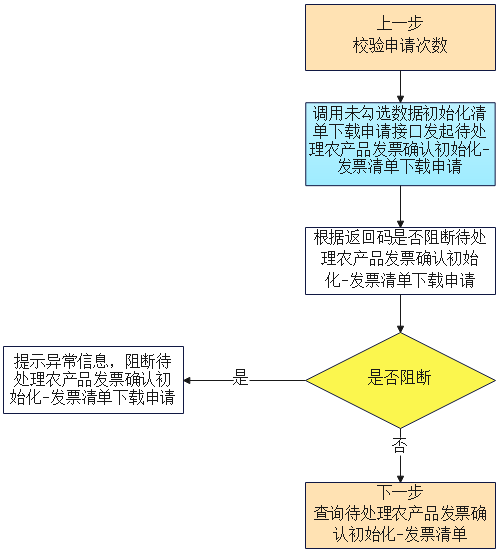 上一步
校验申请次数
调用未勾选数据初始化清
单下载申请接口发起待处
理农产品发票确认初始化-
发票清单下载申请
根据返回码是否阻断待处
理农产品发票确认初始
化-发票清单下载申请
是否阻断
提示异常信息，阻断待
处理农产品发票确认初
始化-发票清单下载申请
是
否
下一步
查询待处理农产品发票确
认初始化-发票清单